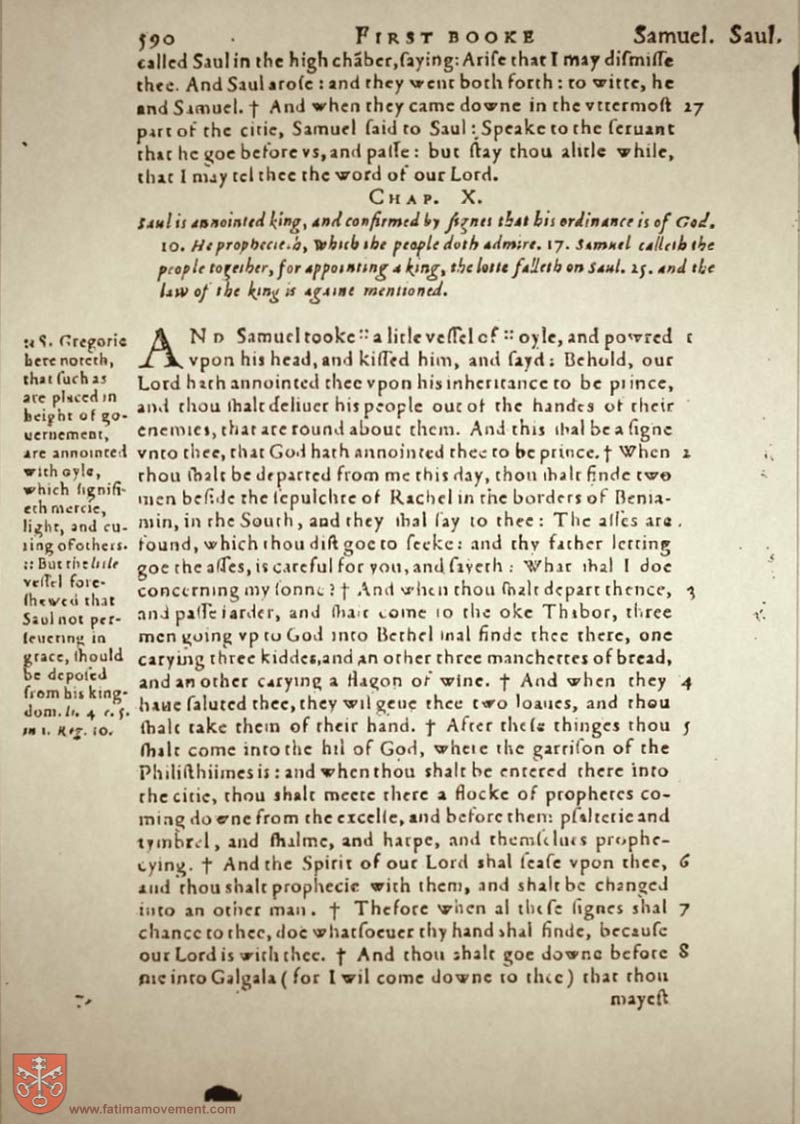 590 FIRST BOOKE Samuel. Saul.
called Saul in the high chãber, ſaying: Ariſe that I may diſmiſſe
thee. And Saul aroſe : and they went both forth : to witte, he
and Samuel. † And when they came downe in the vttermoſt 27
part of the citie, Samuel ſaid to Saul : Speake to the ſeruant
that he goe before vs, and paſſe : but ſtay thou a litle while,
that I may tel thee the word of our Lord.
CHAP. X.
Saul is annointed king, and confirmed by ſignes that his ordinance is of God.
10. He prophecieth, which the people doth admire. 17. Samuel calleth the
people together, for appointing a king, the lotte falleth on Saul. 25. and the
law of the king is againe mentioned.
AND Samuel tooke :: a litle veſſel of :: oyle, and powred 1
vpon his head, and kiſſed him, and ſayd : Behold, our
Lord hath annointed thee vpon his inheritance to be prince,
and thou ſhalt deliuer his people out of the handes of their
enemies, that are round about them. And this ſhal be a ſigne
vnto thee, that God hath annointed thee to be prince. † When 2
thou ſhalt be departed from me this day, thou ſhalt finde two
men beſide the ſepulchre of Rachel in the borders of Benia-
min, in the South, and they ſhal ſay to thee : The aſſes are
found, which thou didſt goe to ſeeke : and thy father letting
goe the aſſes, is careful for you, and ſayeth : What ſhal I doe
concerning my ſonne? † And when thou ſhalt depart thence, 3
and paſſe farder, and ſhalt come to the oke Thabor, three
men going vp to God into Bethel ſhal finde thee there, one
carying three kiddes, and an other three manchettes of bread,
and an other carying a flagon of wine. † And when they 4
haue ſaluted thee, they wil geue thee two loaues, and thou
ſhalt take them of their hand. † After theſe thinges thou 5
ſhalt come into the hil of God, where the garriſon of the
Philiſthiimes is : and when thou shalt be entered there into
the citie, thou shalt meete there a flocke of prophetes co-
ming downe from the excelſe, and before them pſalterie and
tymbrel, and ſhalme, and harpe, and themſelues prophe-
cying. † And the Spirit of our Lord shal ſeaſe vpon thee, 6
and thou shalt prophecie with them, and shalt be changed
into an other man. † Thefore when al theſe ſignes shal 7
chance to thee, doe whatſoeuer thy hand shal finde, becauſe
our Lord is with thee. † And thou shalt goe downe before 8
me into Galgala (for I wil come downe to thee) that thou
mayeſt
:: S. Gregorie
here noteth,
that ſuch as
are placed in
height of go-
uernement,
are annointed
with oyle,
which ſignifi-
eth mercie,
light, and cu-
ring of others.
:: But the litle
veſſel fore-
ſhewed that
Saul not per-
ſeuering in
grace, ſhould
be depoſed
from his king-
dom. li. 4 c. 5.
in 1. Reg. 10.
www.fatimamovement.com